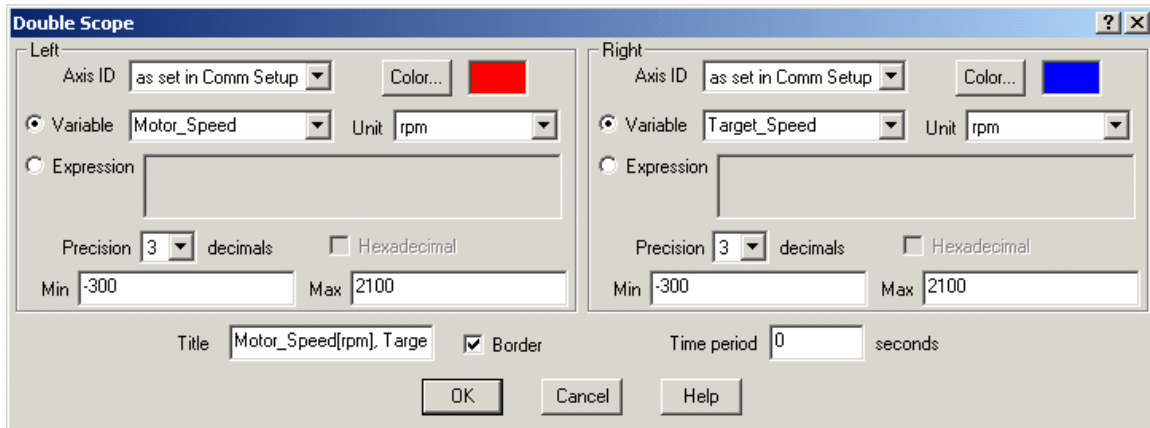 Double Scope
Left
Axis ID as set in Comm Setup Color...
Variable Motor_Speed Unit rpm
Expression
Precision 3 decimals Hexadecimal
Min -300 Max 2100
Right
Axis ID as set in Comm Setup Color...
Variable Target_Speed Unit rpm
Expression
Precision 3 decimals Hexadecimal
Min -300 Max 2100
Title Motor_Speed[rpm], Targe Border Time period 0 seconds
OK Cancel Help